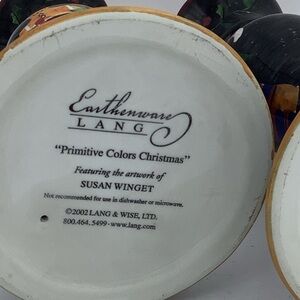 Earthenware
LANG
"Primitive Colors Christmas"
Featuring the artwork of
SUSAN WINGET
Not recommended for use in dishwasher or microwave.
©2002 LANG & WISE, LTD.
800.464.5499 · www.lang.com